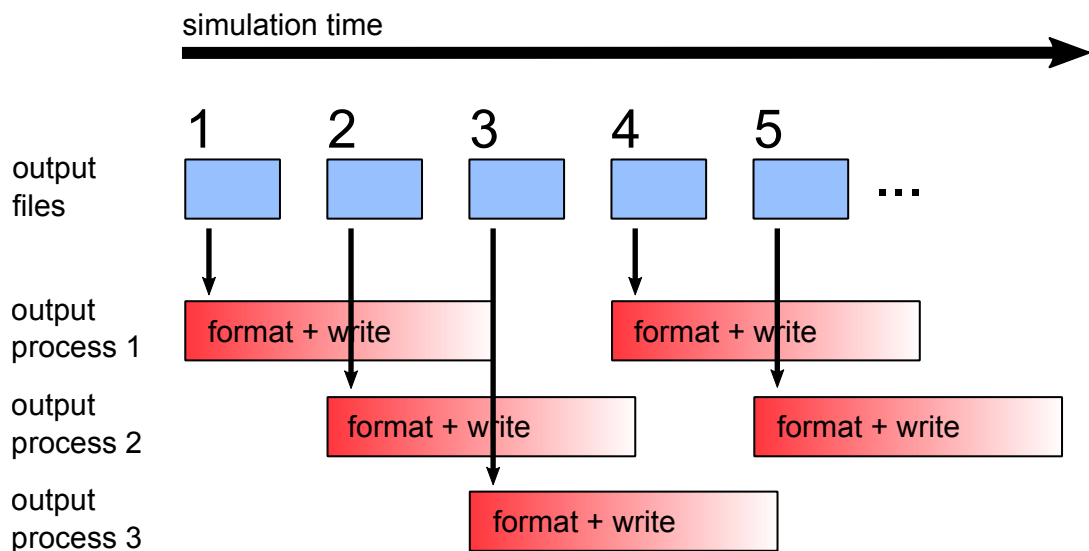 simulation time
1 2 3 4 5
output
files
...
output
process 1
format + write
format + write
output
process 2
format + write
format + write
output
process 3
format + write